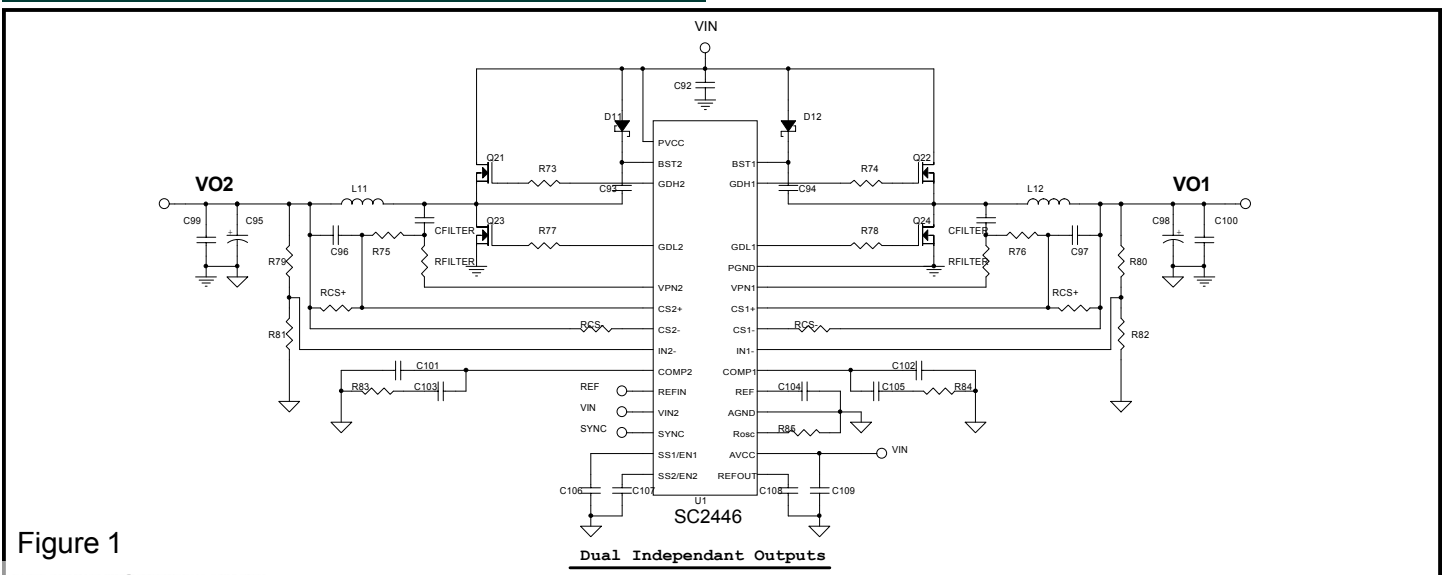 VIN
C92
D11
D12
PVCC
BST2
BST1
Q21
R73
GDH2
GDH1
R74
Q22
C93
C94
VO2
L11
L12
VO1
C99
C95
Q23
Q24
C98
C100
CFILTER
CFILTER
R77
GDL2
GDL1
R78
C96
R75
R76
C97
R79
RFILTER
PGND
RFILTER
R80
VPN2
VPN1
RCS+
RCS+
CS2+
CS1+
RCS-
CS2-
CS1-
RCS-
R81
R82
IN2-
IN1-
C101
COMP2
COMP1
C102
R83
C103
REF
REFIN
REF
C104
C105
R84
VIN
VIN2
AGND
SYNC
SYNC
Rosc
R85
SS1/EN1
AVCC
VIN
SS2/EN2
REFOUT
C106
C107
C108
C109
U1
SC2446
Figure 1
Dual Independant Outputs